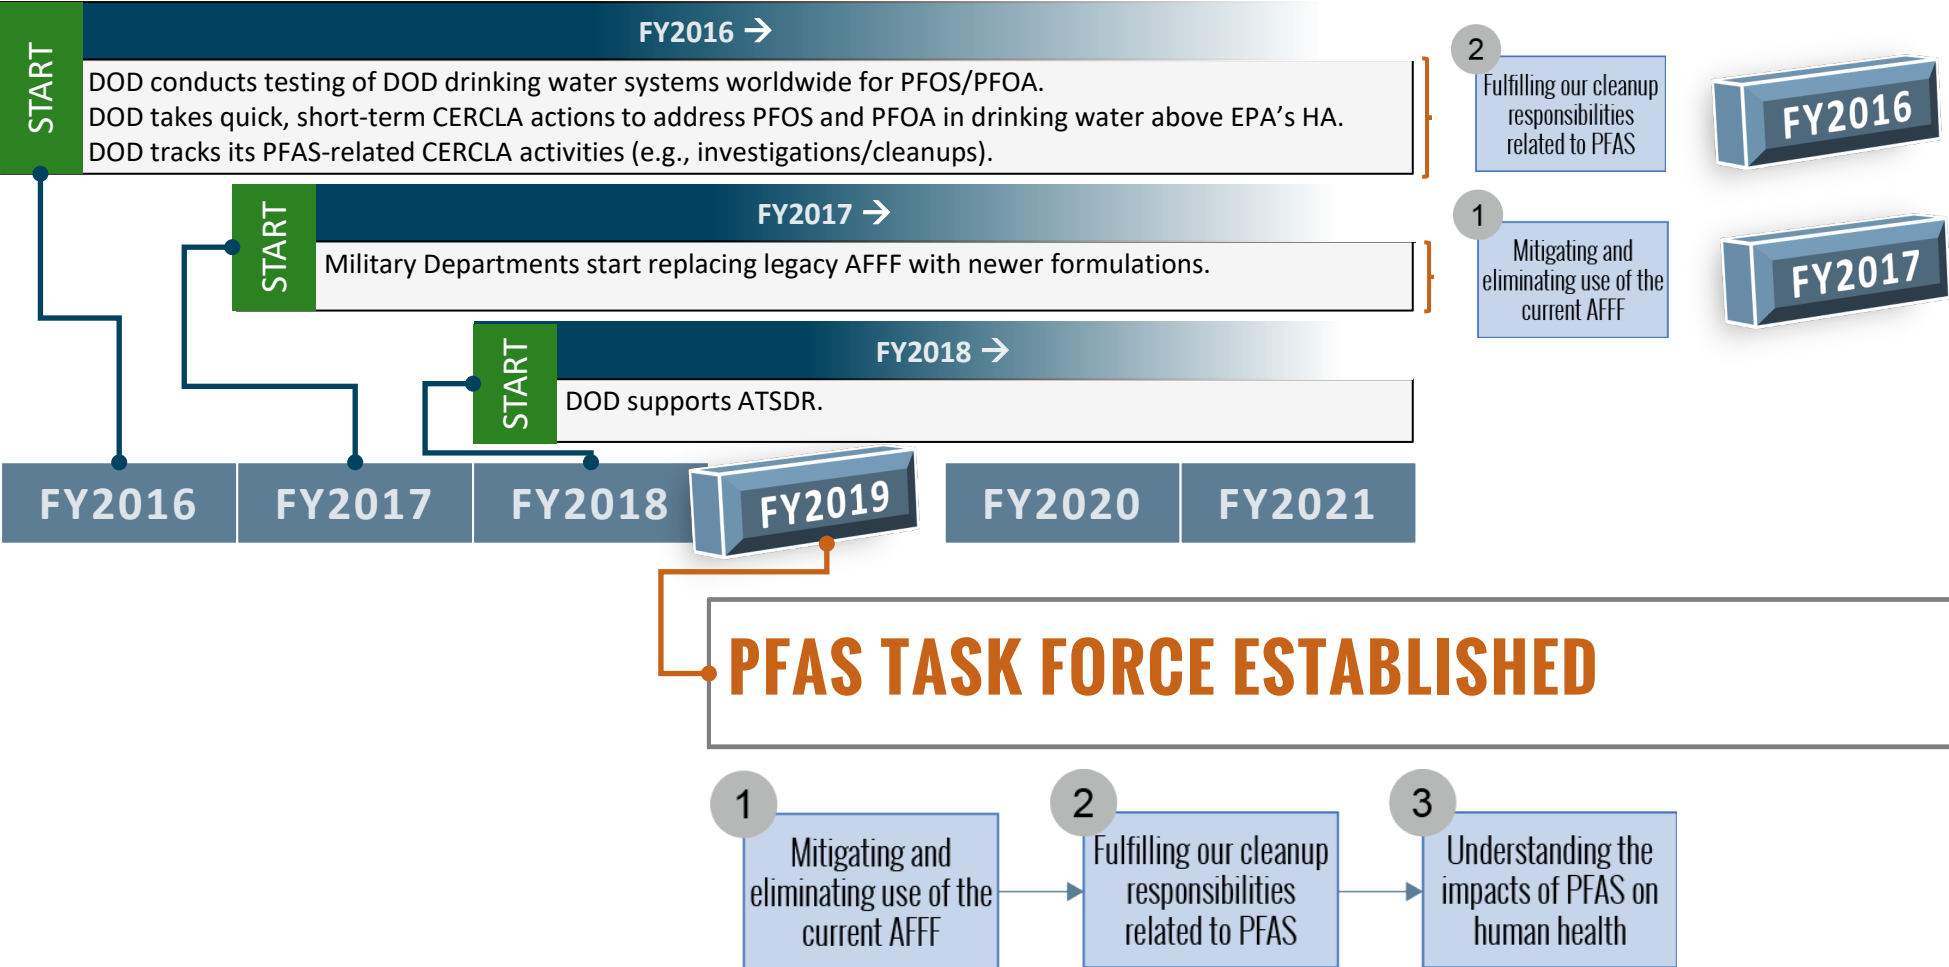 START
FY2016 →
DOD conducts testing of DOD drinking water systems worldwide for PFOS/PFOA.
DOD takes quick, short-term CERCLA actions to address PFOS and PFOA in drinking water above EPA’s HA.
DOD tracks its PFAS-related CERCLA activities (e.g., investigations/cleanups).
2
Fulfilling our cleanup
responsibilities
related to PFAS
FY2016
START
FY2017 →
Military Departments start replacing legacy AFFF with newer formulations.
1
Mitigating and
eliminating use of the
current AFFF
FY2017
START
FY2018 →
DOD supports ATSDR.
FY2016
FY2017
FY2018
FY2019
FY2020
FY2021
PFAS TASK FORCE ESTABLISHED
1
Mitigating and
eliminating use of the
current AFFF
2
Fulfilling our cleanup
responsibilities
related to PFAS
3
Understanding the
impacts of PFAS on
human health